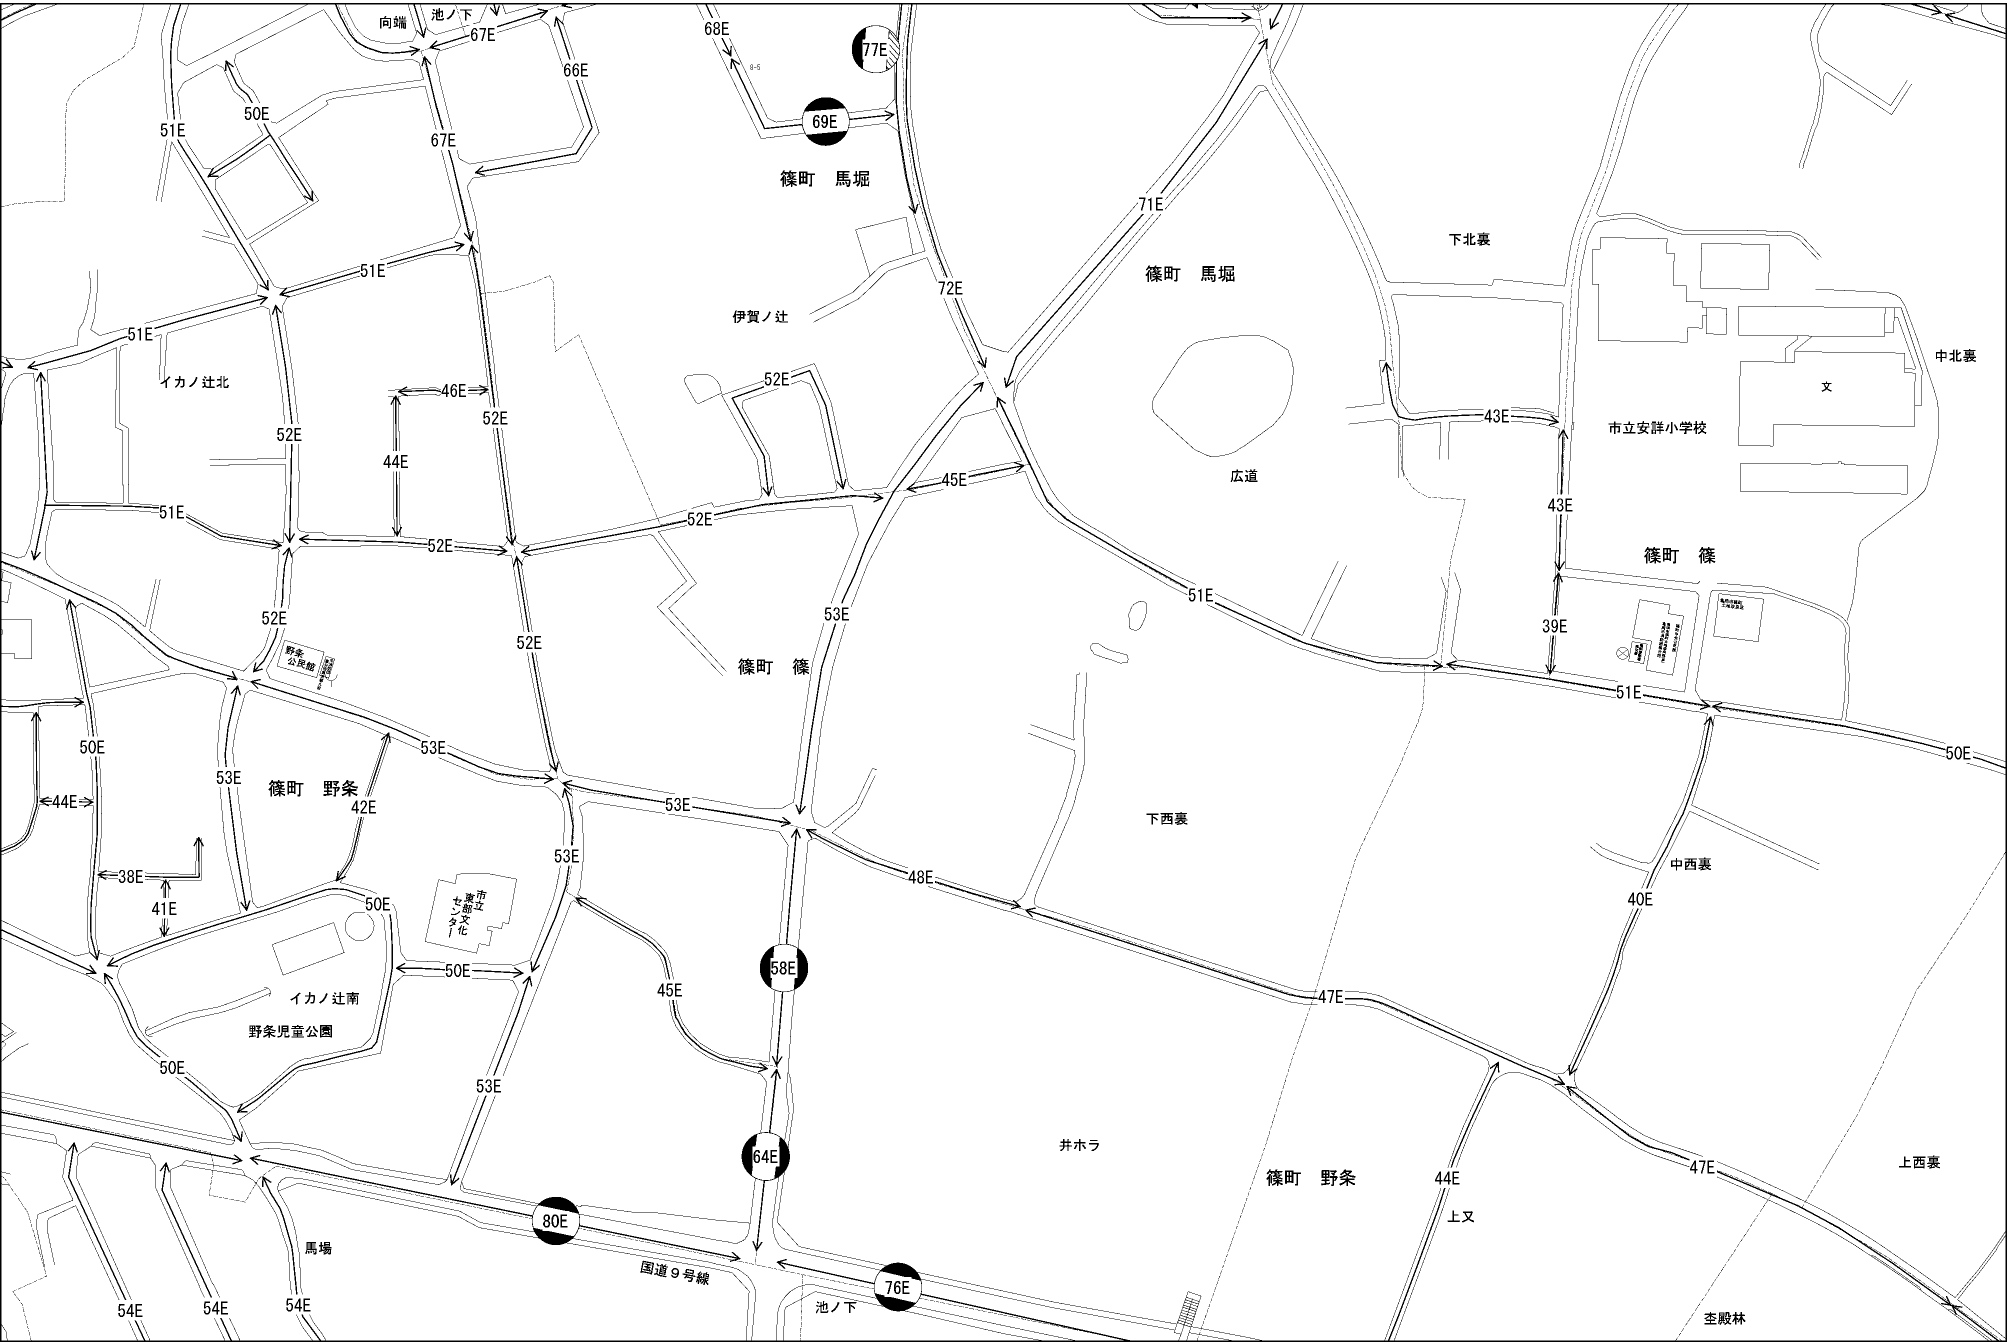 向端
池ノ下
67E
68E
77E
66E
8-5
50E
69E
51E
67E
篠町　馬堀
71E
下北裏
篠町　馬堀
51E
72E
伊賀ノ辻
51E
中北裏
イカノ辻北
52E
46E
文
52E
43E
市立安詳小学校
52E
44E
45E
広道
51E
52E
43E
52E
篠町　篠
51E
53E
52E
39E
52E
野条
公民館
篠町　篠
51E
50E
53E
50E
53E
篠町　野条
44E
42E
53E
下西裏
53E
中西裏
38E
48E
市立
東部文化
センター
40E
50E
41E
58E
50E
45E
イカノ辻南
47E
野条児童公園
50E
53E
井ホラ
64E
47E
上西裏
44E
篠町　野条
上又
80E
馬場
国道９号線
76E
54E
54E
54E
池ノ下
杢殿林